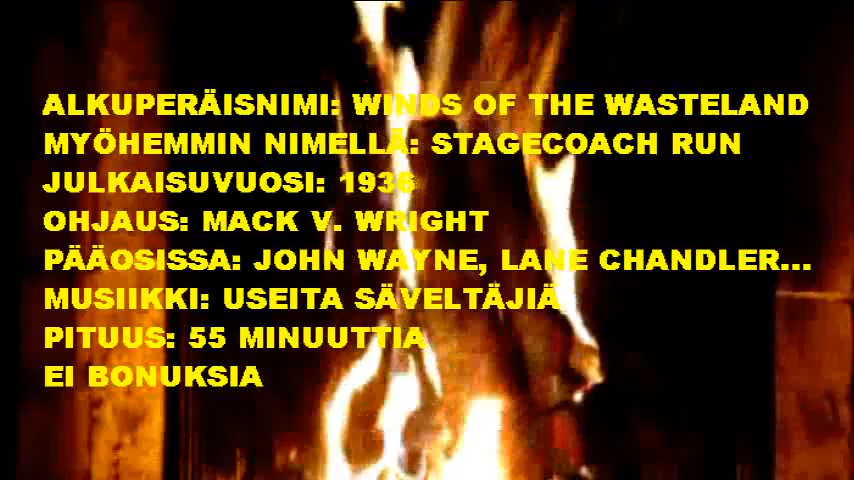 ALKUPERÄISNIMI: WINDS OF THE WASTELAND
MYÖHEMMIN NIMELLÄ: STAGECOACH RUN
JULKAISUVUOSI: 1936
OHJAUS: MACK V. WRIGHT
PÄÄOSISSA: JOHN WAYNE, LANE CHANDLER...
MUSIIKKI: USEITA SÄVELTÄJIÄ
PITUUS: 55 MINUUTTIA
EI BONUKSIA